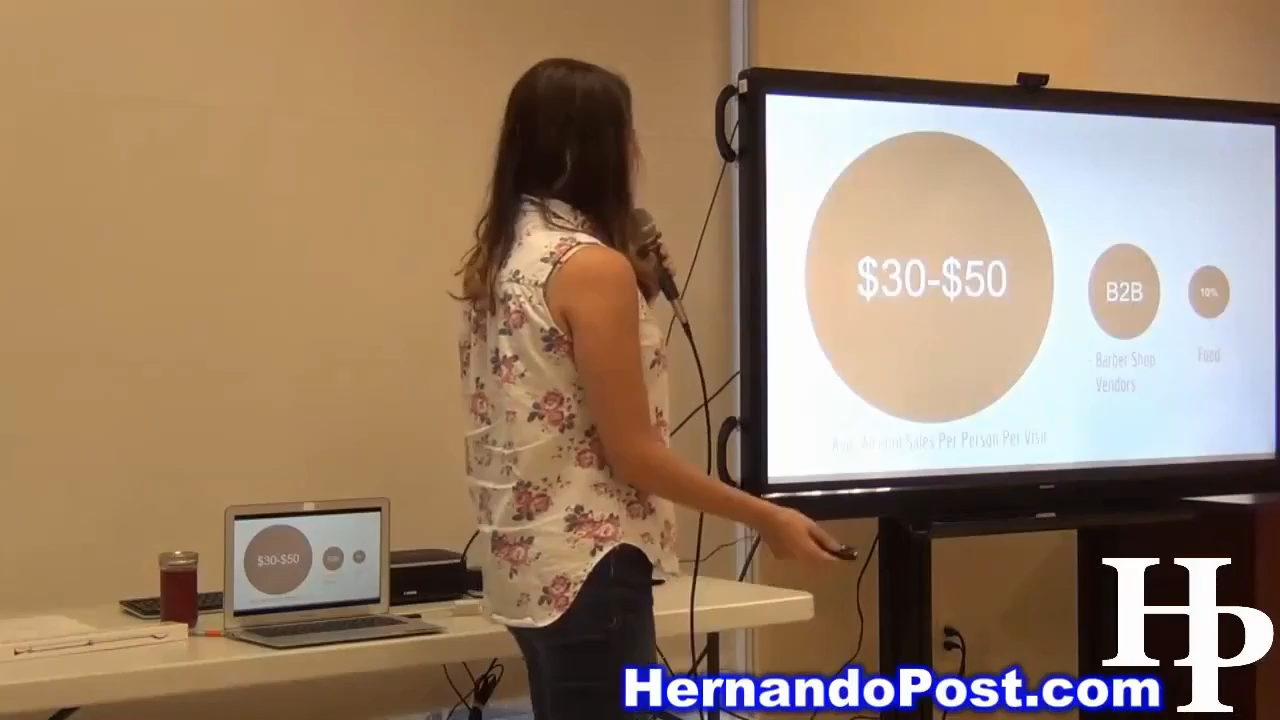 $30-$50
B2B
10%
- Barber Shop
Vendors
Food
Avg. Alcohol Sales Per Person Per Visit
$30-$50
HP
HernandoPost.com